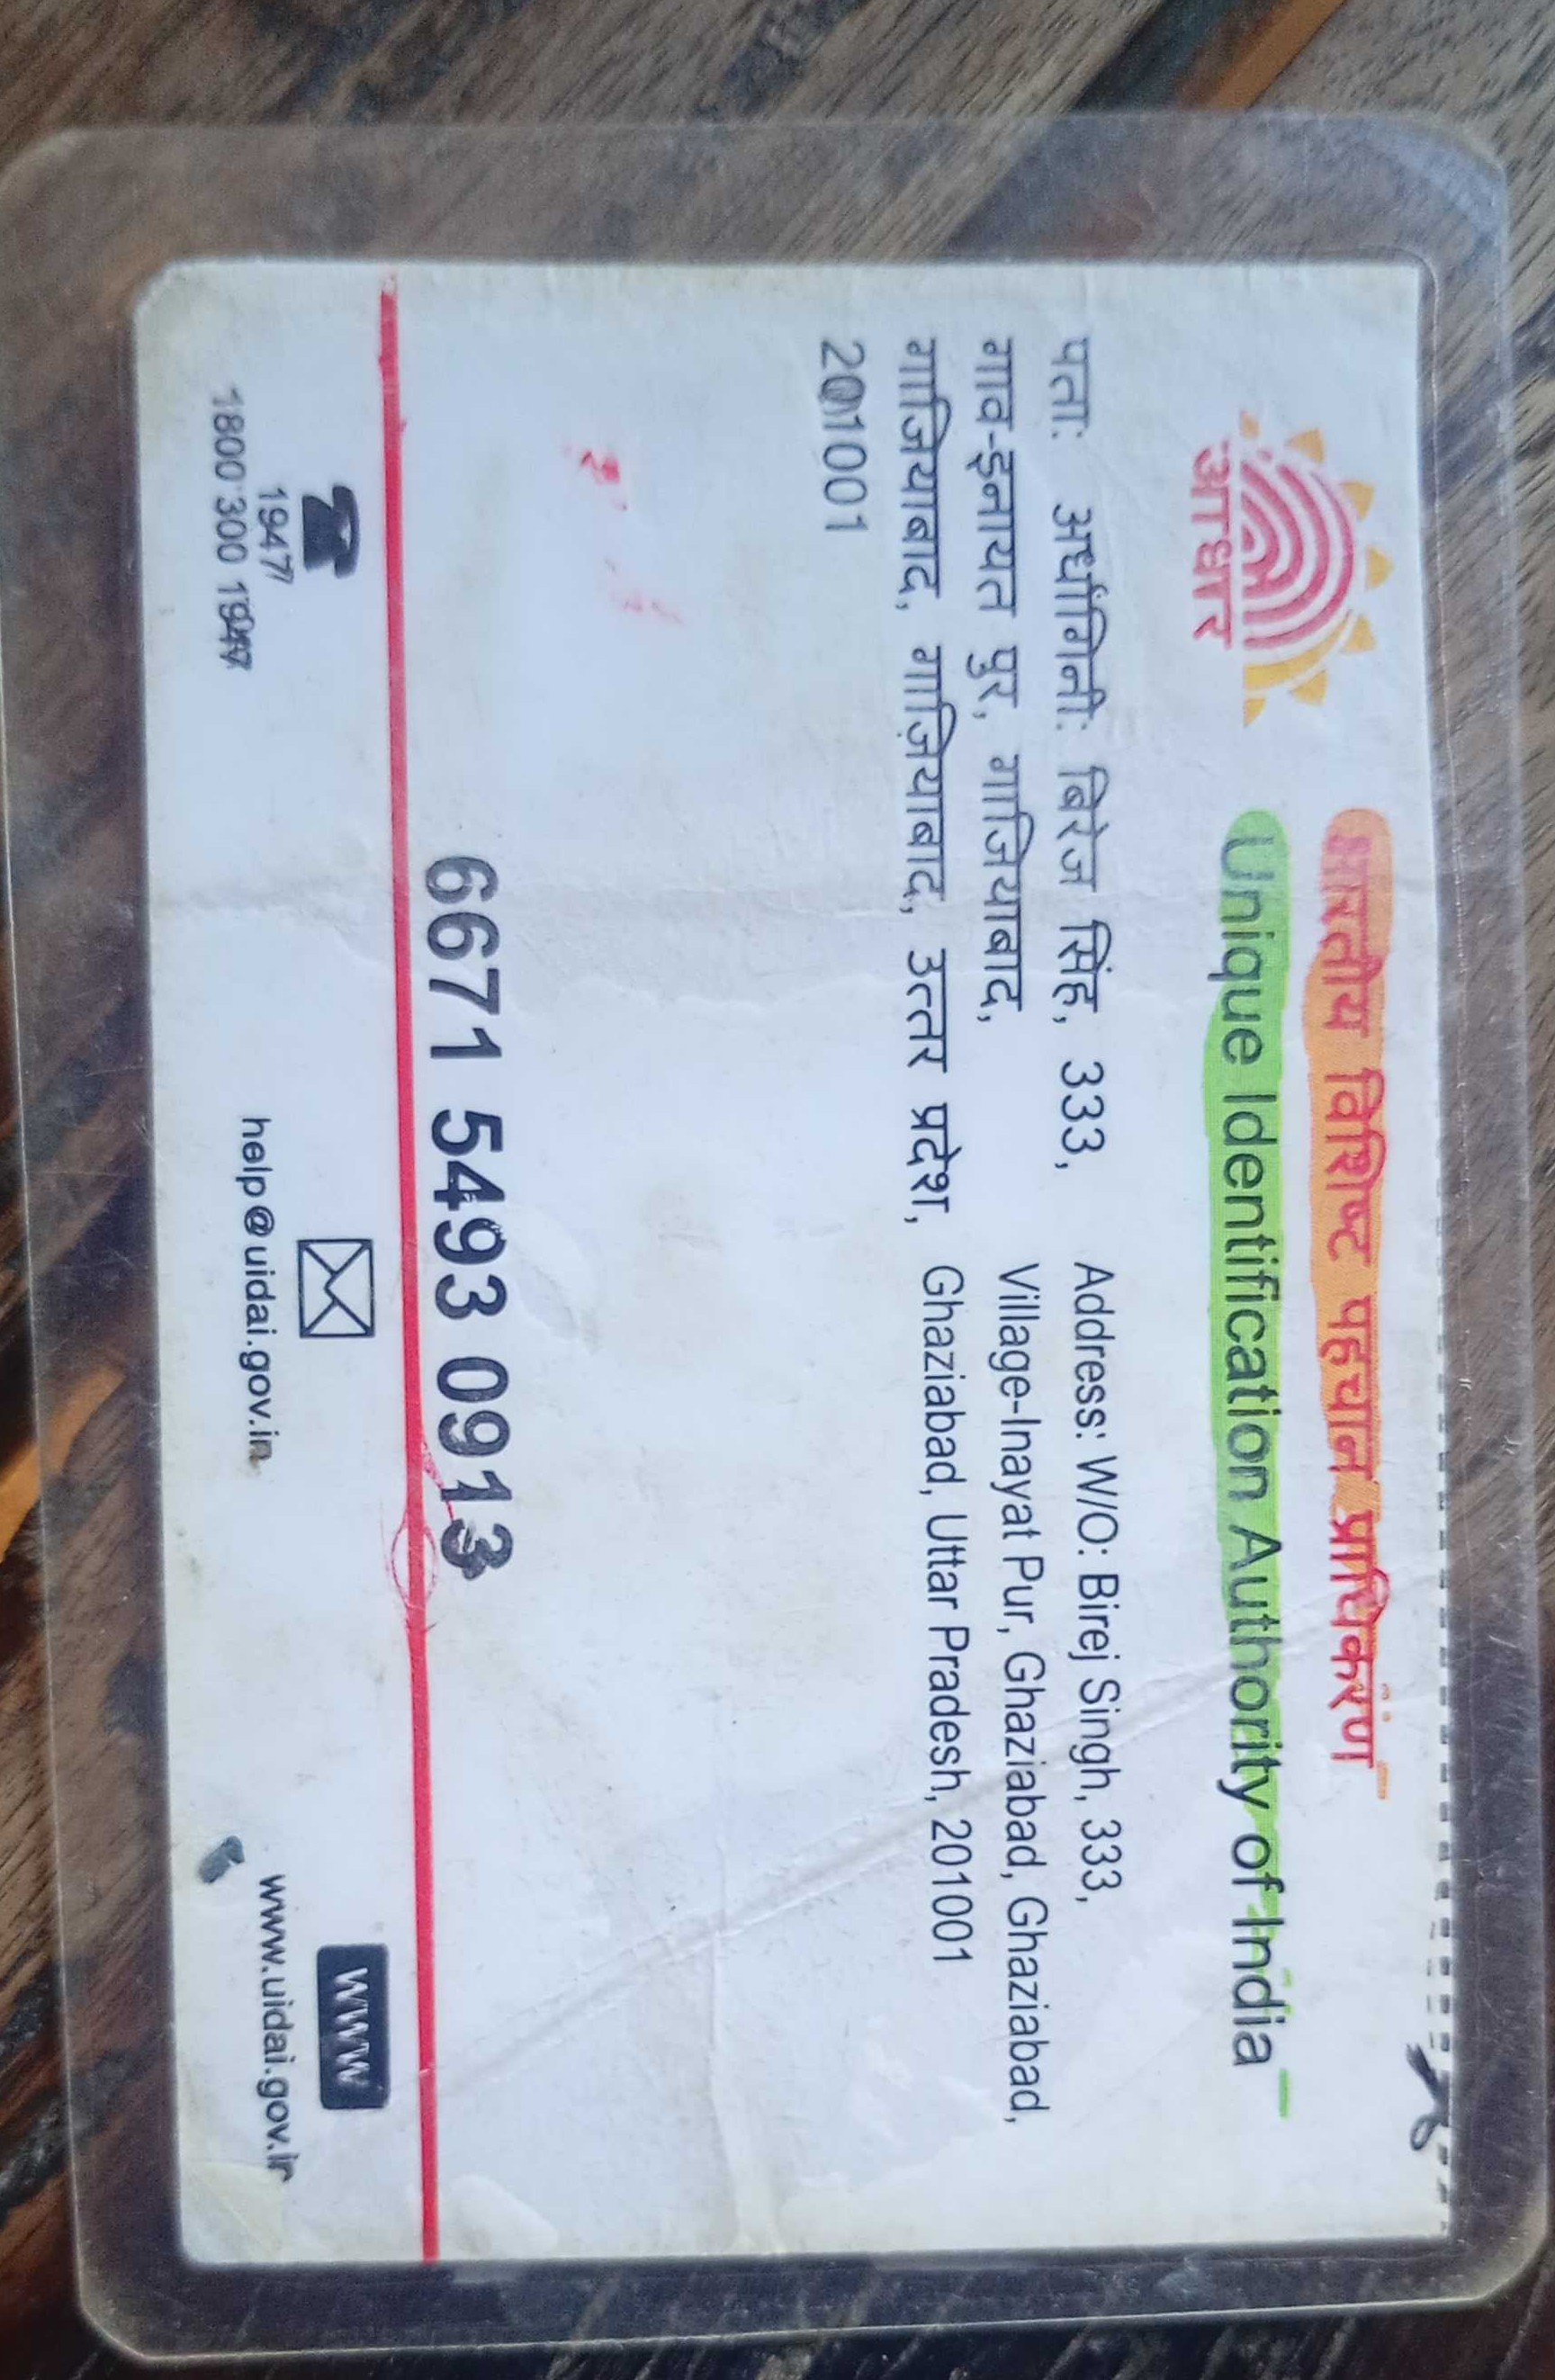 आधार
भारतीय विशिष्ट पहचान प्राधिकरण
Unique Identification Authority of India
पता: अर्धांगिनी: बिरेज सिंह, 333,
गाव-इनायत पुर, गाजियाबाद,
गाजियाबाद, गाज़ियाबाद, उत्तर प्रदेश,
201001
Address: W/O: Birej Singh, 333,
Village-Inayat Pur, Ghaziabad, Ghaziabad,
Ghaziabad, Uttar Pradesh, 201001
6671 5493 0913
1947
1800 300 1947
help@uidai.gov.in
WWW
www.uidai.gov.in